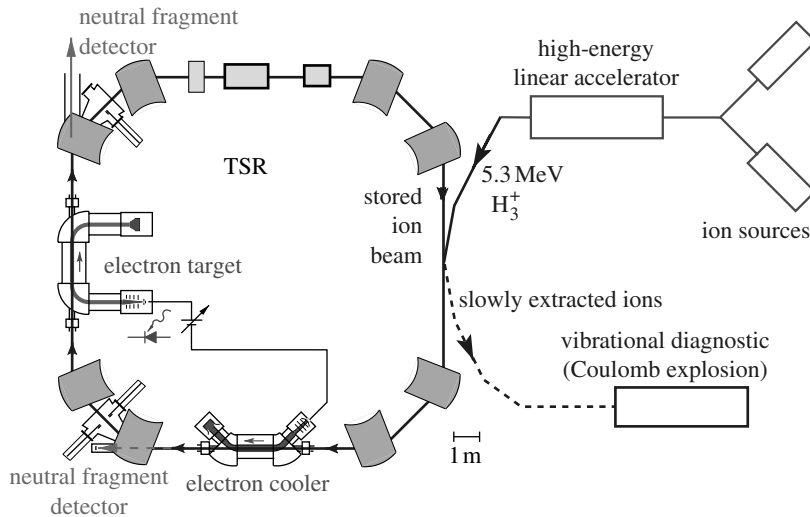 neutral fragment
detector
high-energy
linear accelerator
TSR
5.3 MeV
H₃⁺
stored
ion
beam
ion sources
electron target
slowly extracted ions
vibrational diagnostic
(Coulomb explosion)
1 m
neutral fragment
detector
electron cooler